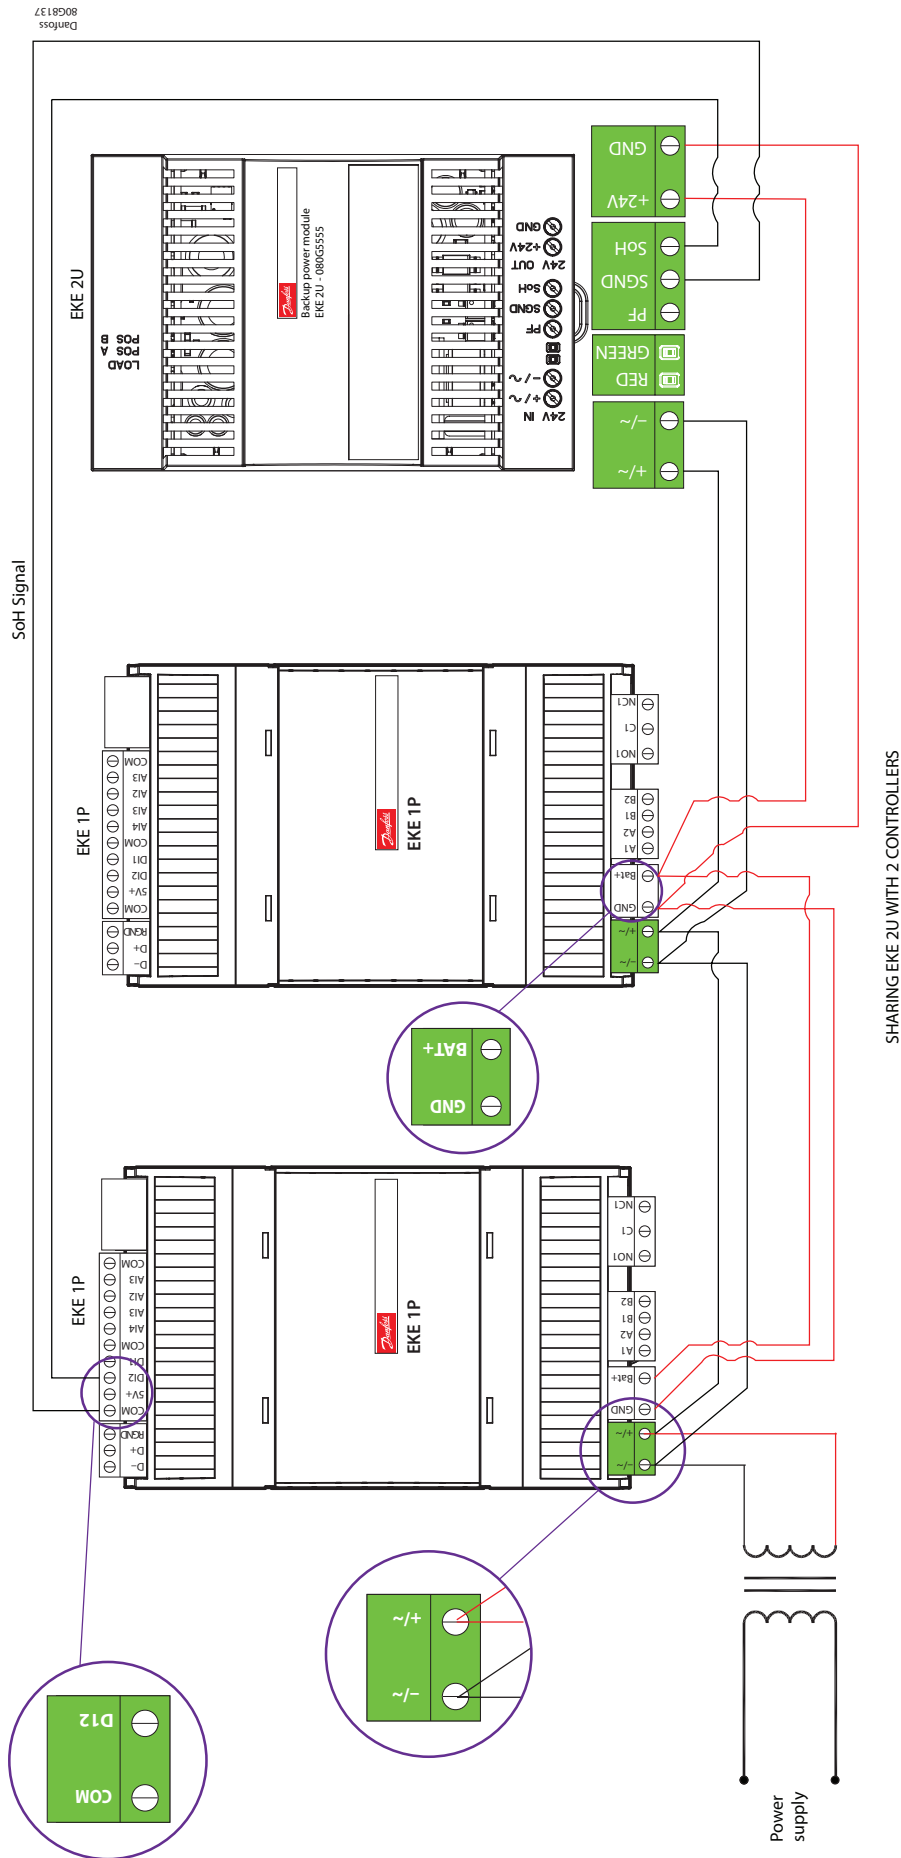 Danfoss
80G8137
SoH Signal
EKE 2U
LOAD
POS A
POS B
Danfoss
Backup power module
EKE 2U - 080G5555
GND
+24V
24V OUT
SoH
SGND
PF
-/~
+/~
24V IN
GND
+24V
SoH
SGND
PF
GREEN
RED
-/~
+/~
EKE 1P
COM
AI3
AI2
AI3
AI4
COM
DI1
DI2
5V+
COM
RGND
D+
D-
Danfoss
EKE 1P
NC1
C1
NO1
B2
B1
A2
A1
Bat+
GND
+/~
-/~
BAT+
GND
EKE 1P
COM
AI3
AI2
AI3
AI4
COM
DI1
DI2
5V+
COM
RGND
D+
D-
Danfoss
EKE 1P
NC1
C1
NO1
B2
B1
A2
A1
Bat+
GND
+/~
-/~
+/~
-/~
D12
COM
Power
supply
SHARING EKE 2U WITH 2 CONTROLLERS